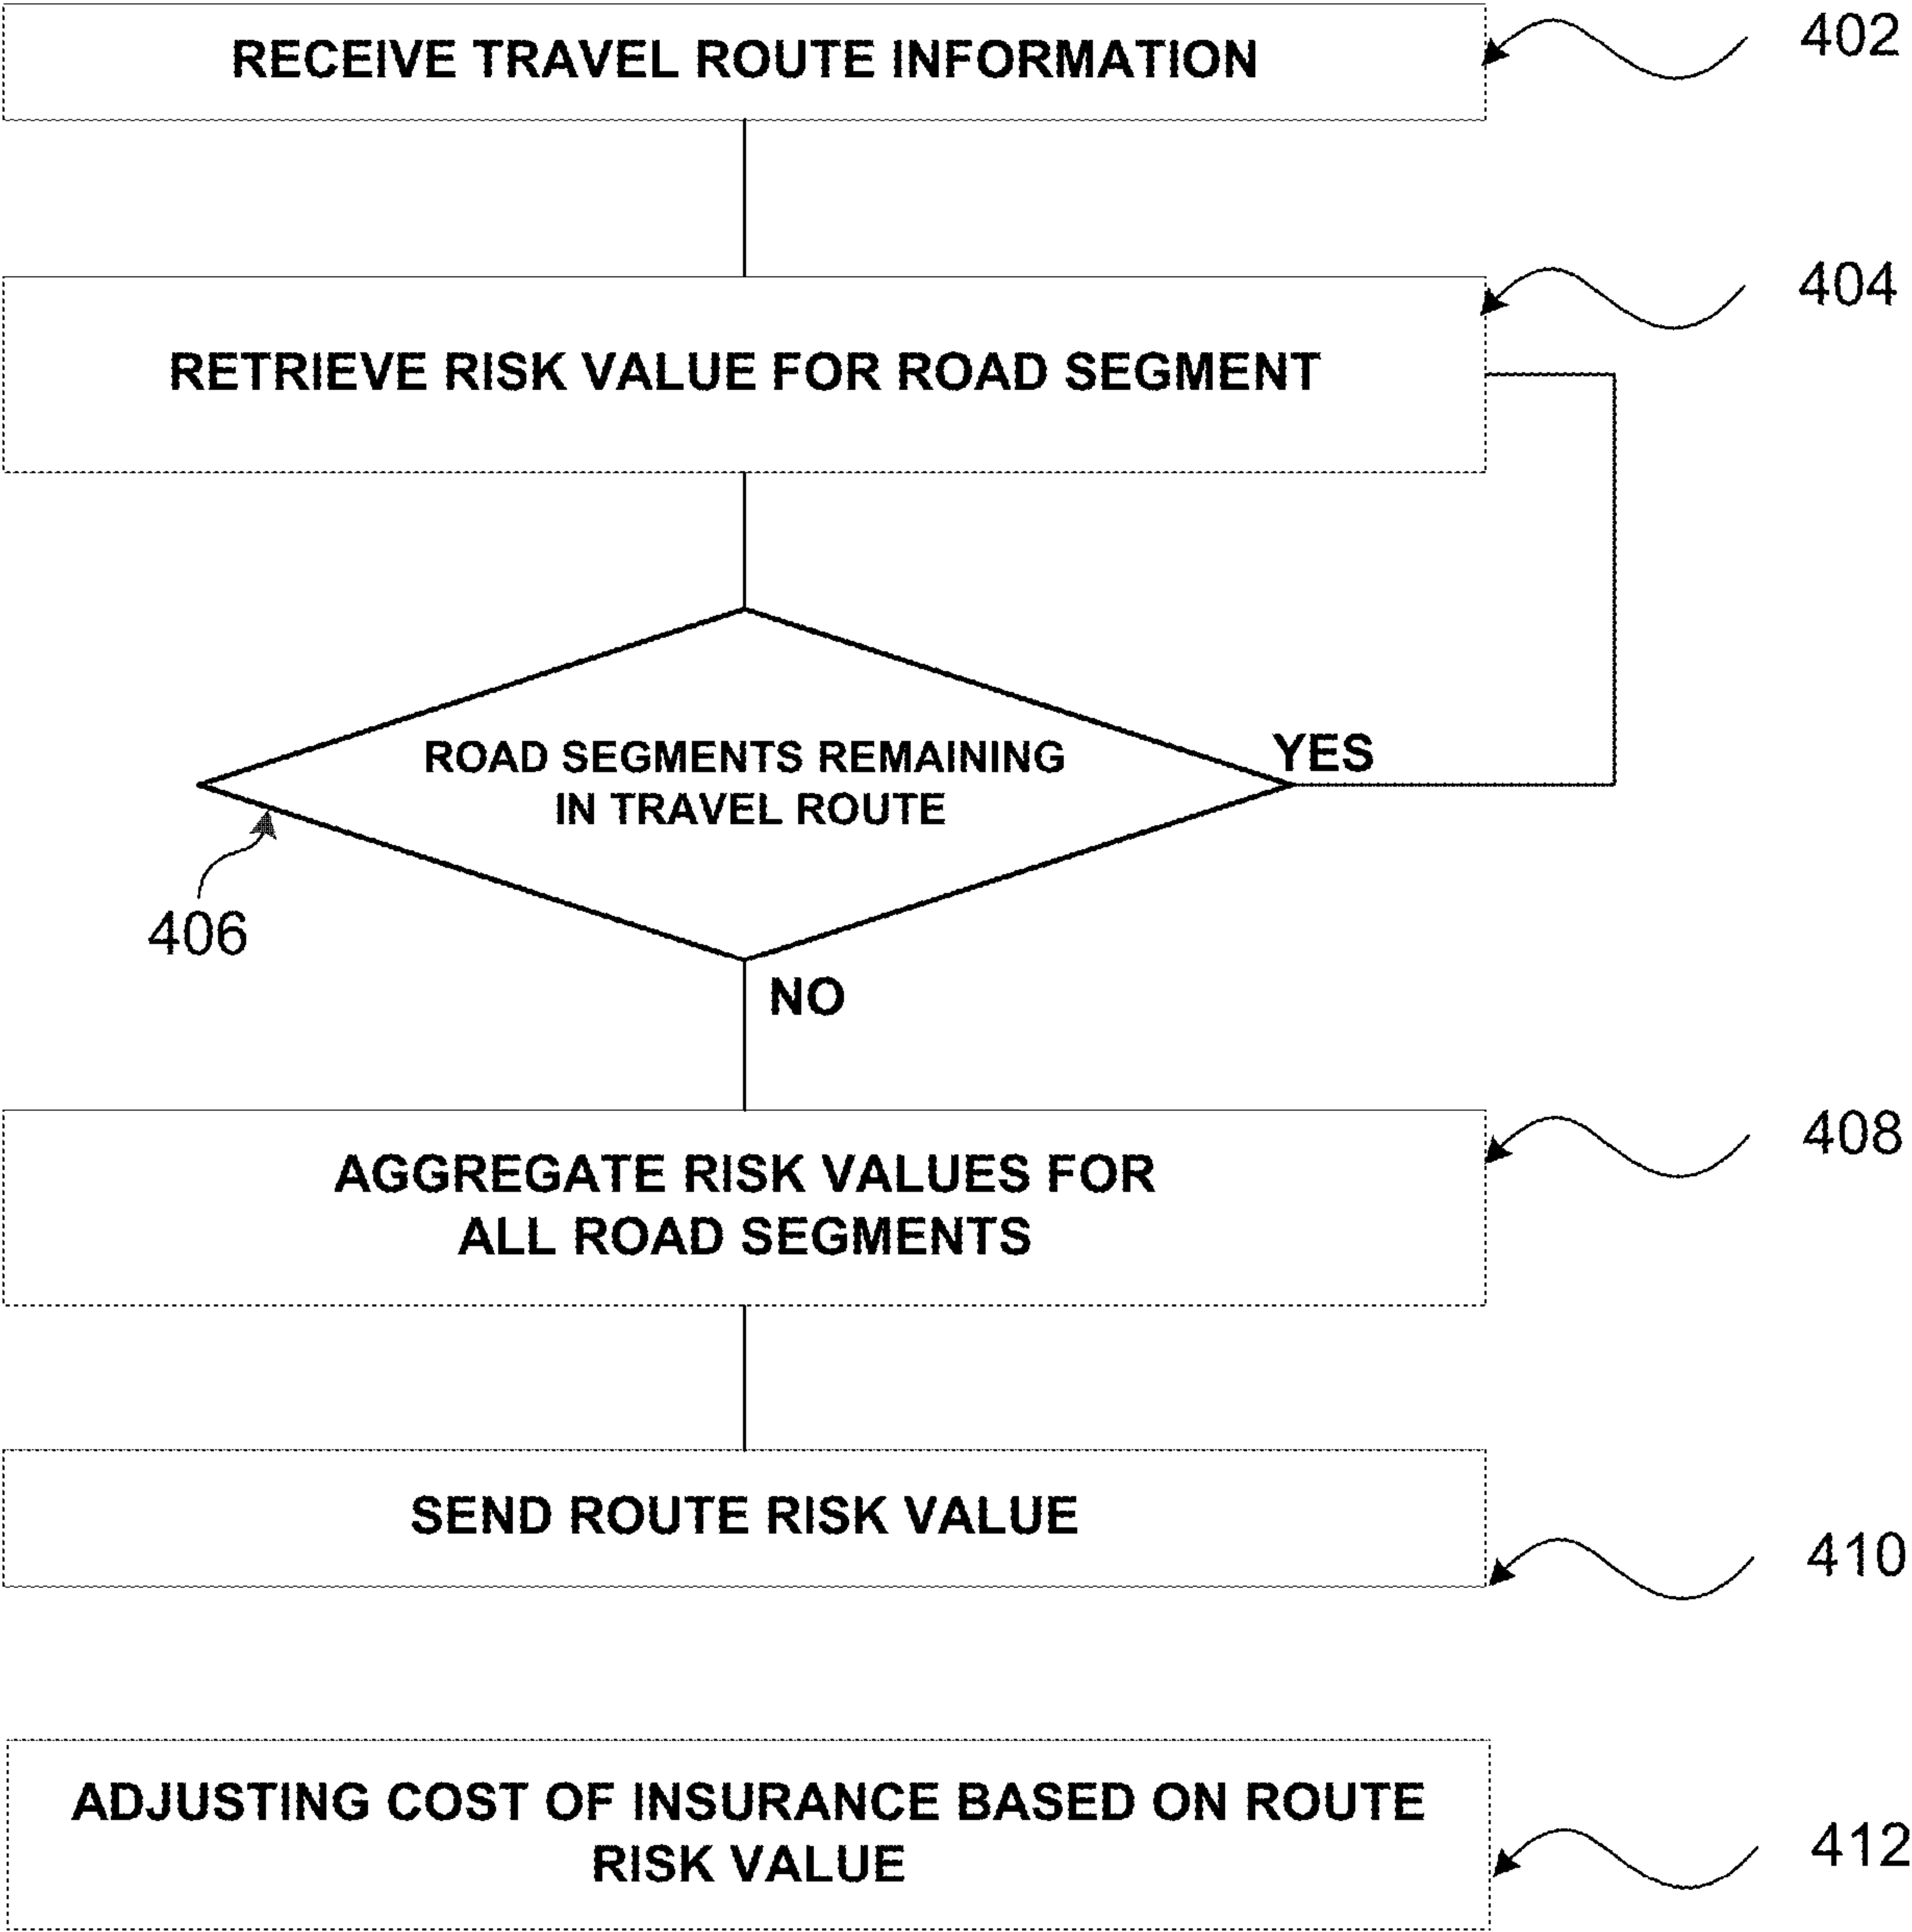 RECEIVE TRAVEL ROUTE INFORMATION
402
RETRIEVE RISK VALUE FOR ROAD SEGMENT
404
ROAD SEGMENTS REMAINING
IN TRAVEL ROUTE
YES
406
NO
AGGREGATE RISK VALUES FOR
ALL ROAD SEGMENTS
408
SEND ROUTE RISK VALUE
410
ADJUSTING COST OF INSURANCE BASED ON ROUTE
RISK VALUE
412